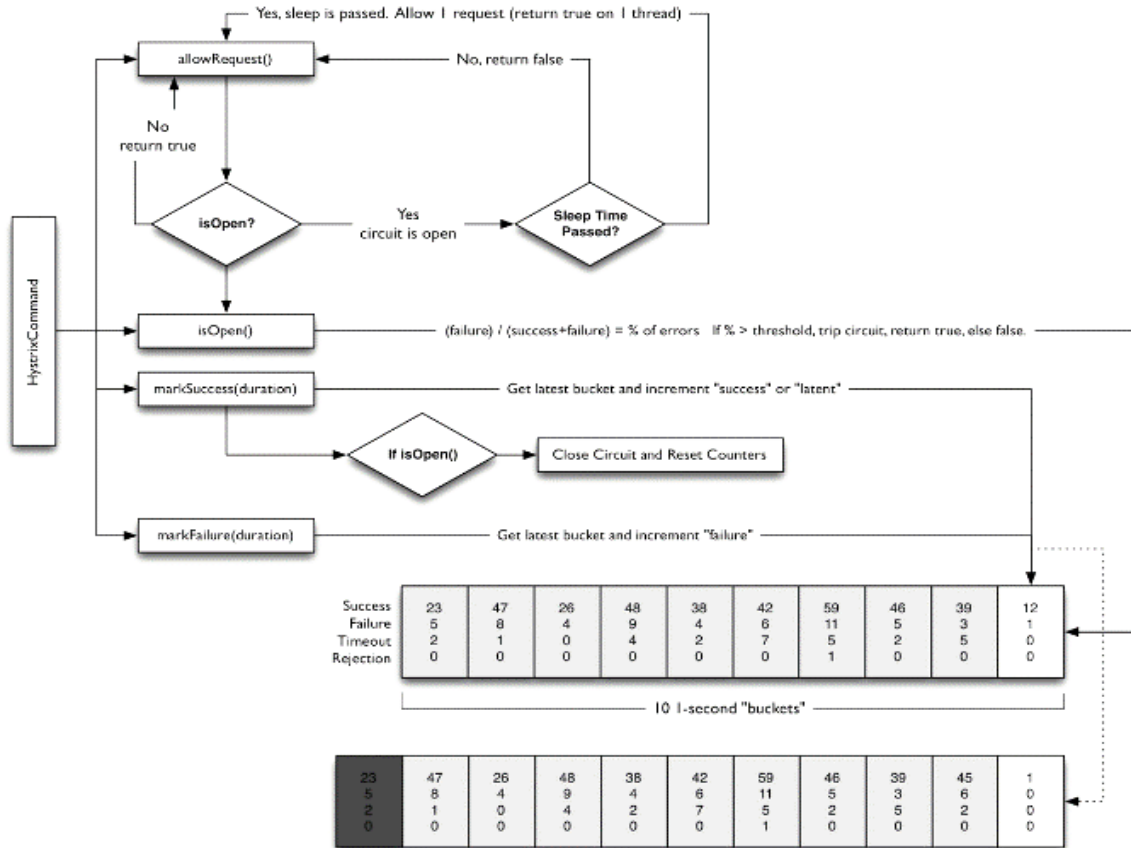 Yes, sleep is passed. Allow 1 request (return true on 1 thread)
allowRequest()
No, return false
No
return true
isOpen?
Yes
circuit is open
Sleep Time
Passed?
HystrixCommand
isOpen()
(failure) / (success+failure) = % of errors   If % > threshold, trip circuit, return true, else false.
markSuccess(duration)
Get latest bucket and increment "success" or "latent"
If isOpen()
Close Circuit and Reset Counters
markFailure(duration)
Get latest bucket and increment "failure"
Success 23 47 26 48 38 42 59 46 39 12
Failure 5 8 4 9 4 6 11 5 3 1
Timeout 2 1 0 4 2 7 5 2 5 0
Rejection 0 0 0 0 0 0 1 0 0 0
10 1-second "buckets"
23 47 26 48 38 42 59 46 39 45 1
5 8 4 9 4 6 11 5 3 6 0
2 1 0 4 2 7 5 2 5 2 0
0 0 0 0 0 0 1 0 0 0 0